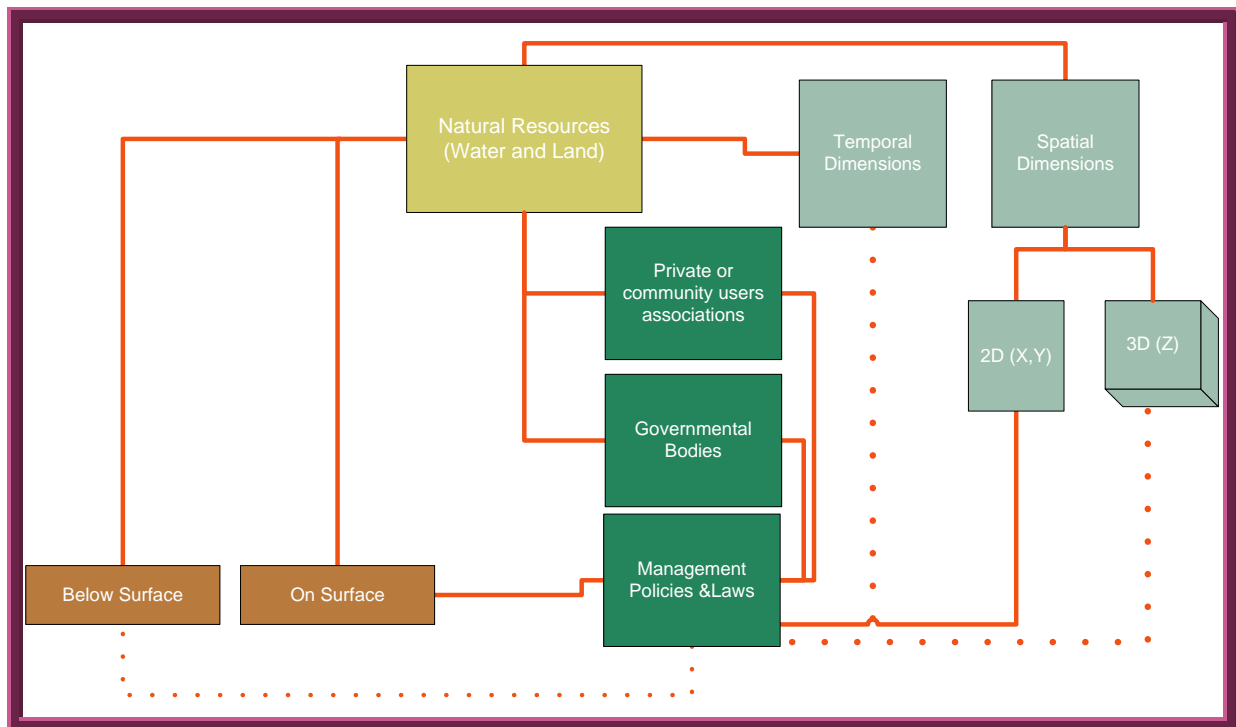 Natural Resources
(Water and Land)
Temporal
Dimensions
Spatial
Dimensions
Private or
community users
associations
2D (X,Y)
3D (Z)
Governmental
Bodies
Management
Policies &Laws
Below Surface
On Surface